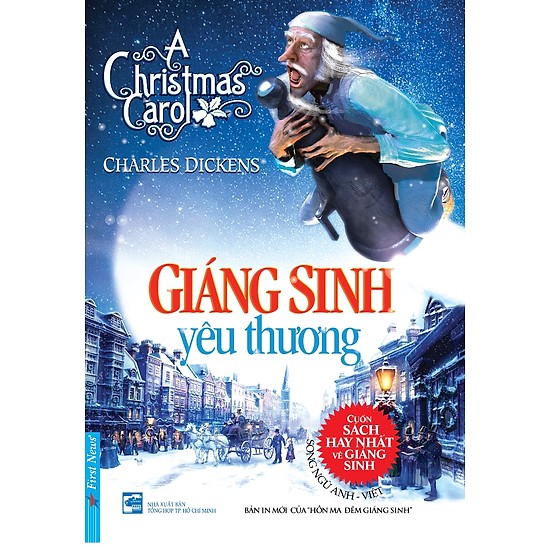 A
Christmas
Carol
CHARLES DICKENS
GIÁNG SINH
yêu thương
CUỐN
SÁCH
HAY NHẤT
VỀ GIÁNG
SINH
SONG NGỮ ANH - VIỆT
First News
NHÀ XUẤT BẢN
TỔNG HỢP TP. HỒ CHÍ MINH
BẢN IN MỚI CỦA "HỒN MA ĐÊM GIÁNG SINH"